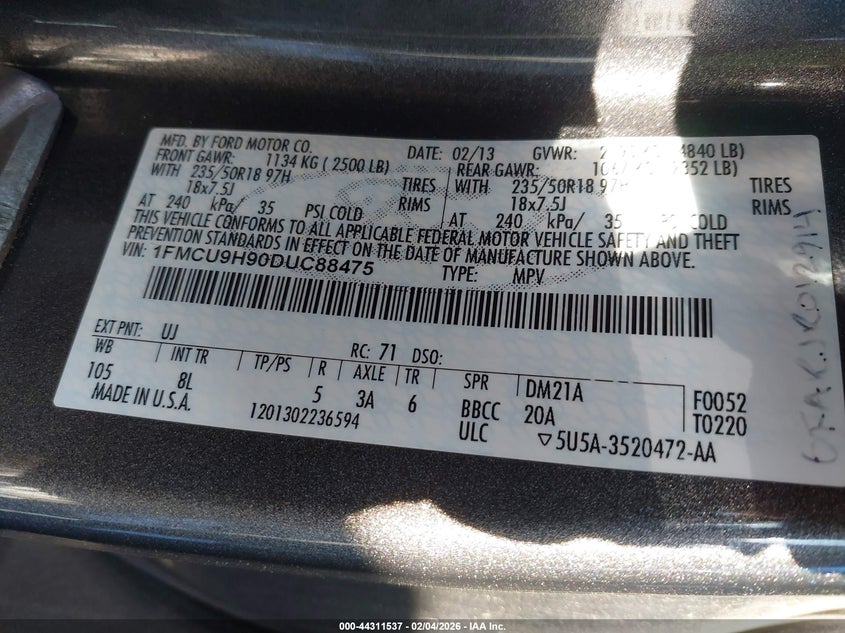 MFD. BY FORD MOTOR CO. DATE: 02/13 GVWR: 4840 LB)
FRONT GAWR: 1134 KG ( 2500 LB) REAR GAWR: 2352 LB)
WITH 235/50R18 97H TIRES WITH 235/50R18 97H TIRES
18x7.5J RIMS 18x7.5J RIMS
AT 240 kPa/ 35 PSI COLD AT 240 kPa/ 35 PSI COLD
THIS VEHICLE CONFORMS TO ALL APPLICABLE FEDERAL MOTOR VEHICLE SAFETY AND THEFT
PREVENTION STANDARDS IN EFFECT ON THE DATE OF MANUFACTURE SHOWN ABOVE.
VIN: 1FMCU9H90DUC88475 TYPE: MPV
EXT PNT: UJ RC: 71 DSO:
WB INT TR TP/PS R AXLE TR SPR DM21A F0052
105 8L 5 3A 6 BBCC 20A T0220
MADE IN U.S.A. 1201302236594 ULC ▽5U5A-3520472-AA
000-44311537 - 02/04/2026 - IAA Inc.